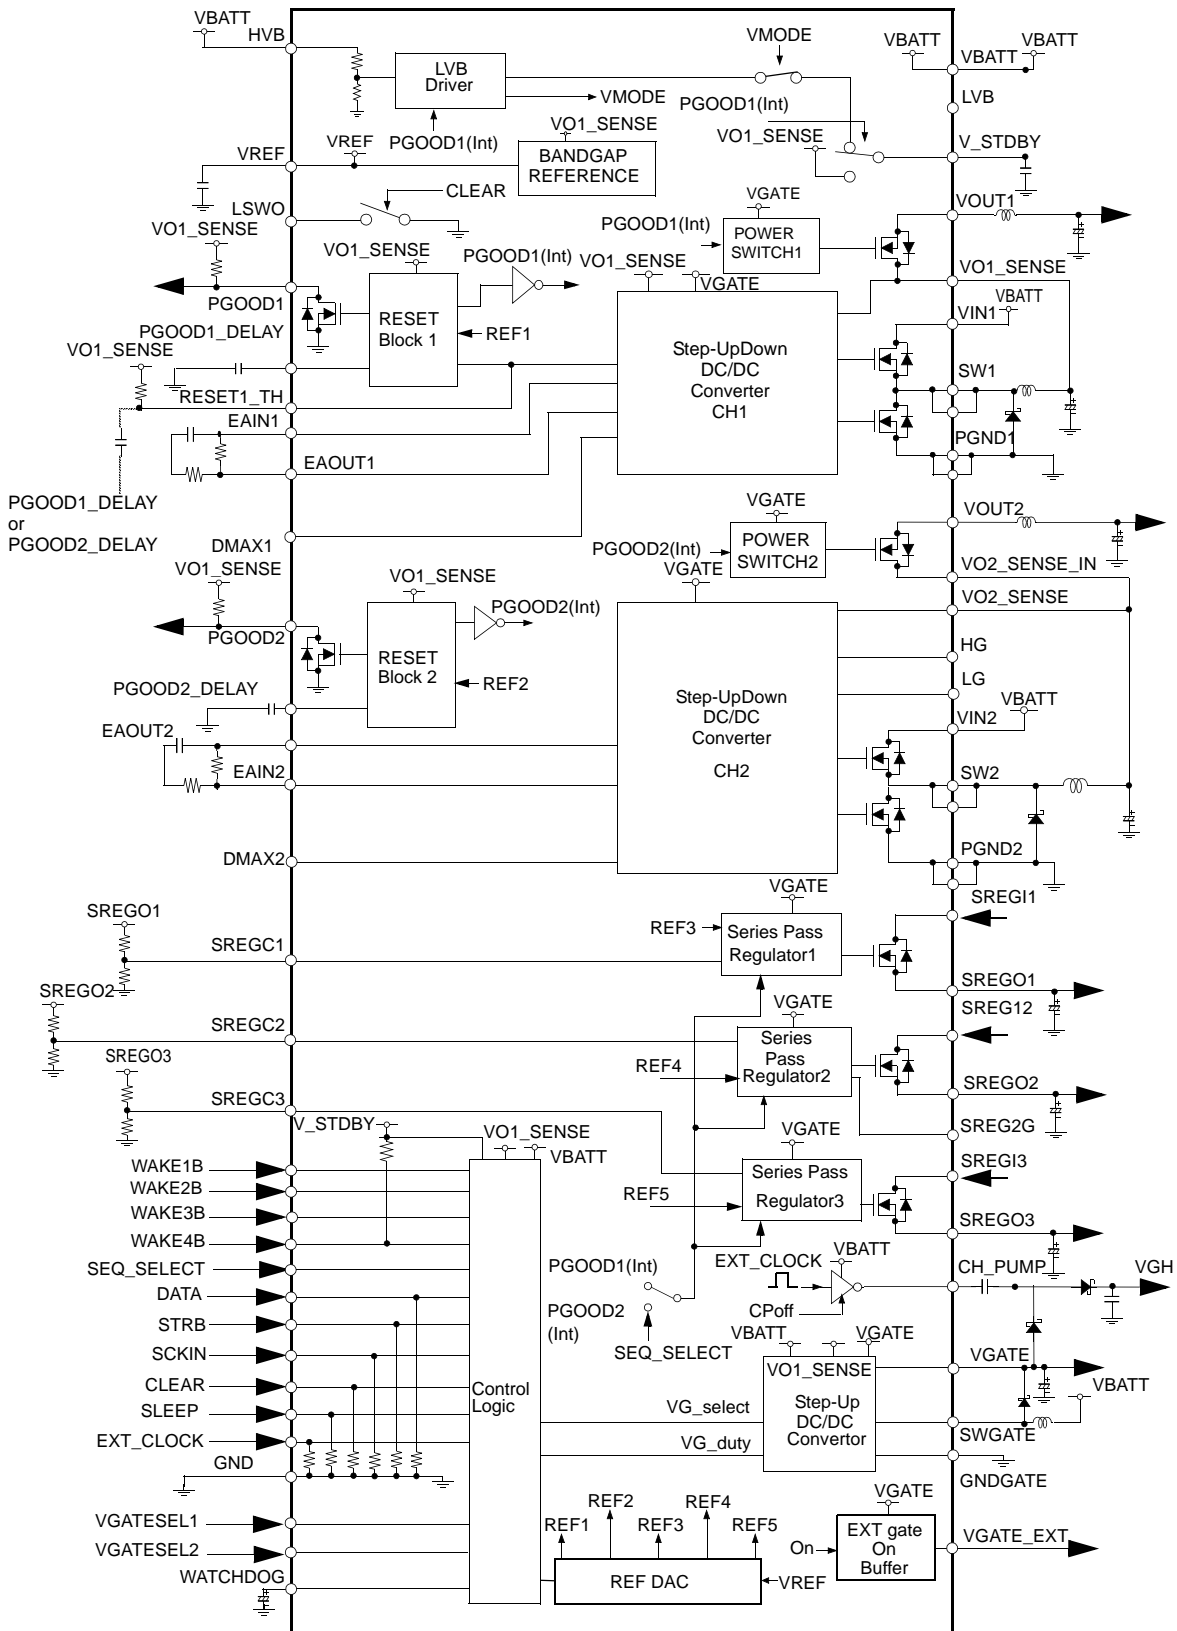 VBATT
HVB
VMODE
VBATT
VBATT
VBATT
LVB
Driver
VMODE
PGOOD1(Int)
LVB
PGOOD1(Int)
VO1_SENSE
VO1_SENSE
V_STDBY
VREF
VREF
BANDGAP
REFERENCE
CLEAR
VGATE
LSWO
VOUT1
VO1_SENSE
PGOOD1(Int)
POWER
SWITCH1
VO1_SENSE
PGOOD1(Int)
VO1_SENSE
VGATE
VO1_SENSE
PGOOD1
VBATT
VIN1
PGOOD1_DELAY
RESET
Block 1
REF1
VO1_SENSE
Step-UpDown
DC/DC
Converter
CH1
SW1
RESET1_TH
EAIN1
PGND1
EAOUT1
PGOOD1_DELAY
or
PGOOD2_DELAY
VGATE
VOUT2
DMAX1
PGOOD2(Int)
POWER
SWITCH2
VO2_SENSE_IN
VO1_SENSE
VO1_SENSE
VGATE
VO2_SENSE
PGOOD2(Int)
PGOOD2
HG
RESET
Block 2
REF2
LG
PGOOD2_DELAY
Step-UpDown
DC/DC
Converter
CH2
VBATT
VIN2
EAOUT2
EAIN2
SW2
DMAX2
PGND2
VGATE
SREGI1
SREGO1
REF3
Series Pass
Regulator1
SREGC1
SREGO1
SREGO2
VGATE
SREG12
SREGC2
Series
Pass
Regulator2
SREGO3
REF4
SREGO2
SREGC3
V_STDBY
VO1_SENSE
VBATT
VGATE
SREG2G
WAKE1B
Series Pass
Regulator3
SREGI3
WAKE2B
REF5
WAKE3B
SREGO3
WAKE4B
SEQ_SELECT
PGOOD1(Int)
EXT_CLOCK
VBATT
CH_PUMP
VGH
DATA
PGOOD2
(Int)
CPoff
STRB
SEQ_SELECT
VBATT
VGATE
SCKIN
VO1_SENSE
VGATE
CLEAR
Control
Logic
Step-Up
DC/DC
Convertor
VBATT
SLEEP
VG_select
EXT_CLOCK
VG_duty
SWGATE
GND
GNDGATE
VGATE
REF2
REF4
VGATESEL1
REF1
REF3
REF5
EXT gate
On
Buffer
On
VGATE_EXT
VGATESEL2
WATCHDOG
REF DAC
VREF